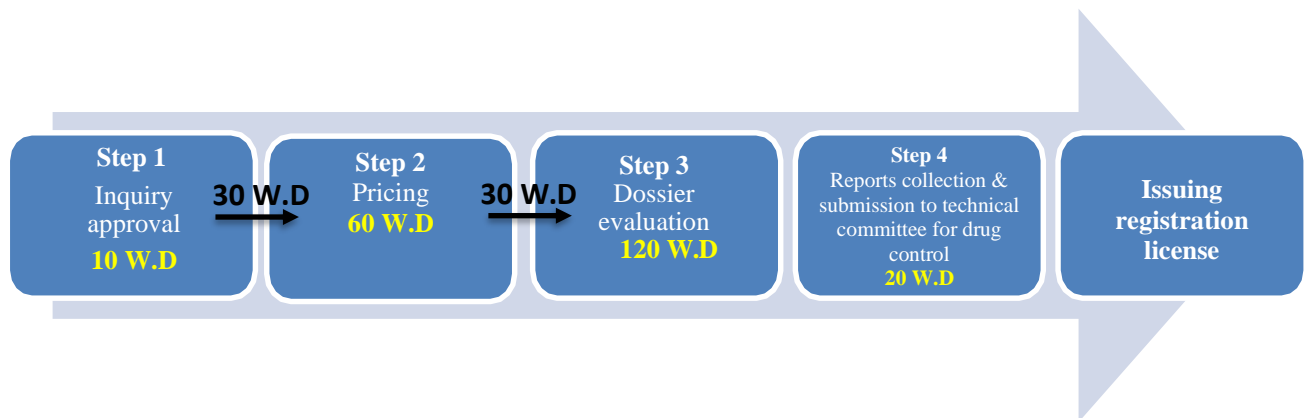 Step 1
Inquiry
approval
10 W.D
30 W.D
Step 2
Pricing
60 W.D
30 W.D
Step 3
Dossier
evaluation
120 W.D
Step 4
Reports collection &
submission to technical
committee for drug
control
20 W.D
Issuing
registration
license